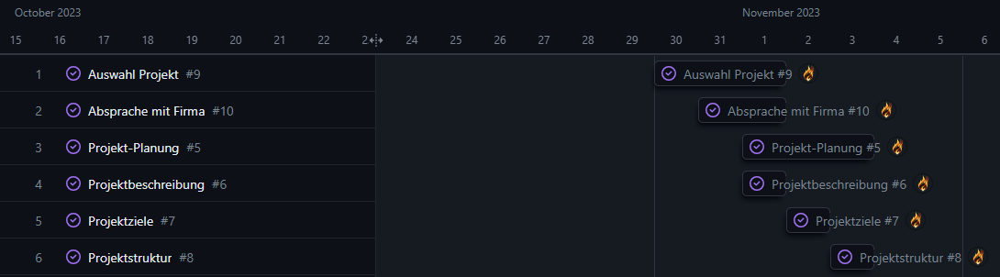 October 2023 November 2023
15 16 17 18 19 20 21 22 24 25 26 27 28 29 30 31 1 2 3 4 5 6
1 Auswahl Projekt #9 Auswahl Projekt #9
2 Absprache mit Firma #10 Absprache mit Firma #10
3 Projekt-Planung #5 Projekt-Planung #5
4 Projektbeschreibung #6 Projektbeschreibung #6
5 Projektziele #7 Projektziele #7
6 Projektstruktur #8 Projektstruktur #8